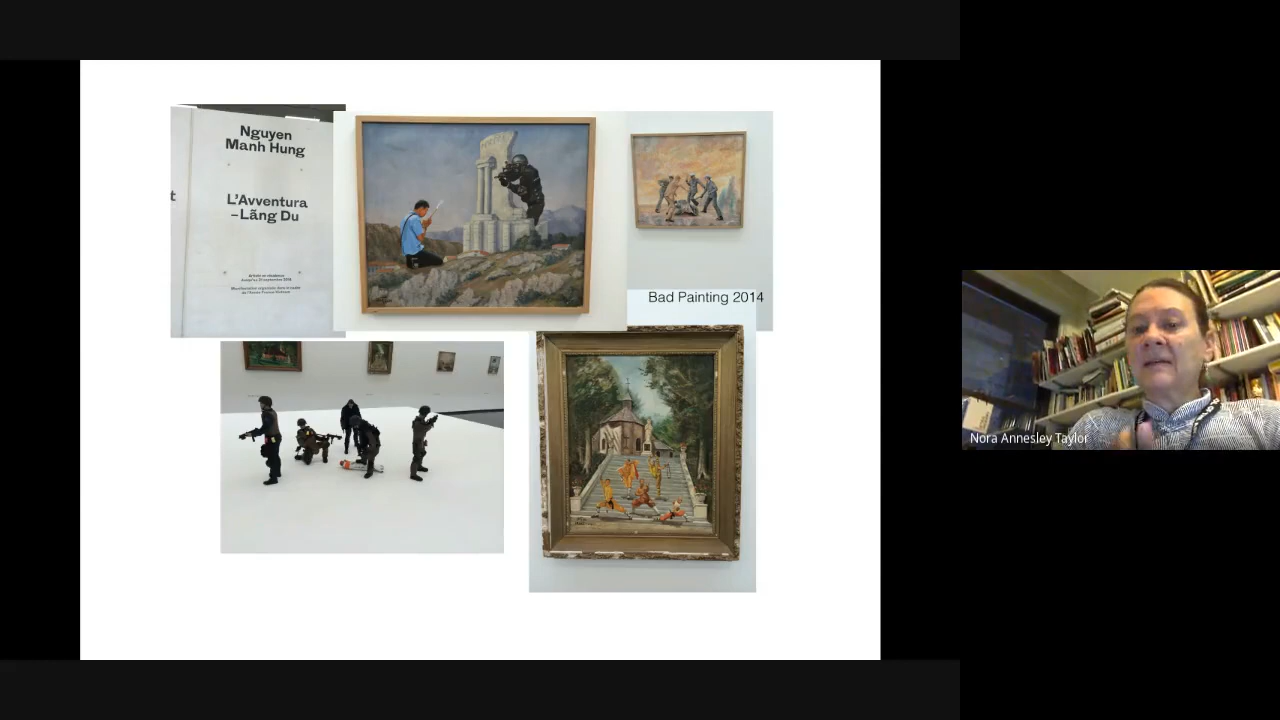 Nguyen
Manh Hung
L'Avventura
–Lãng Du
t
Bad Painting 2014
Nora Annesley Taylor